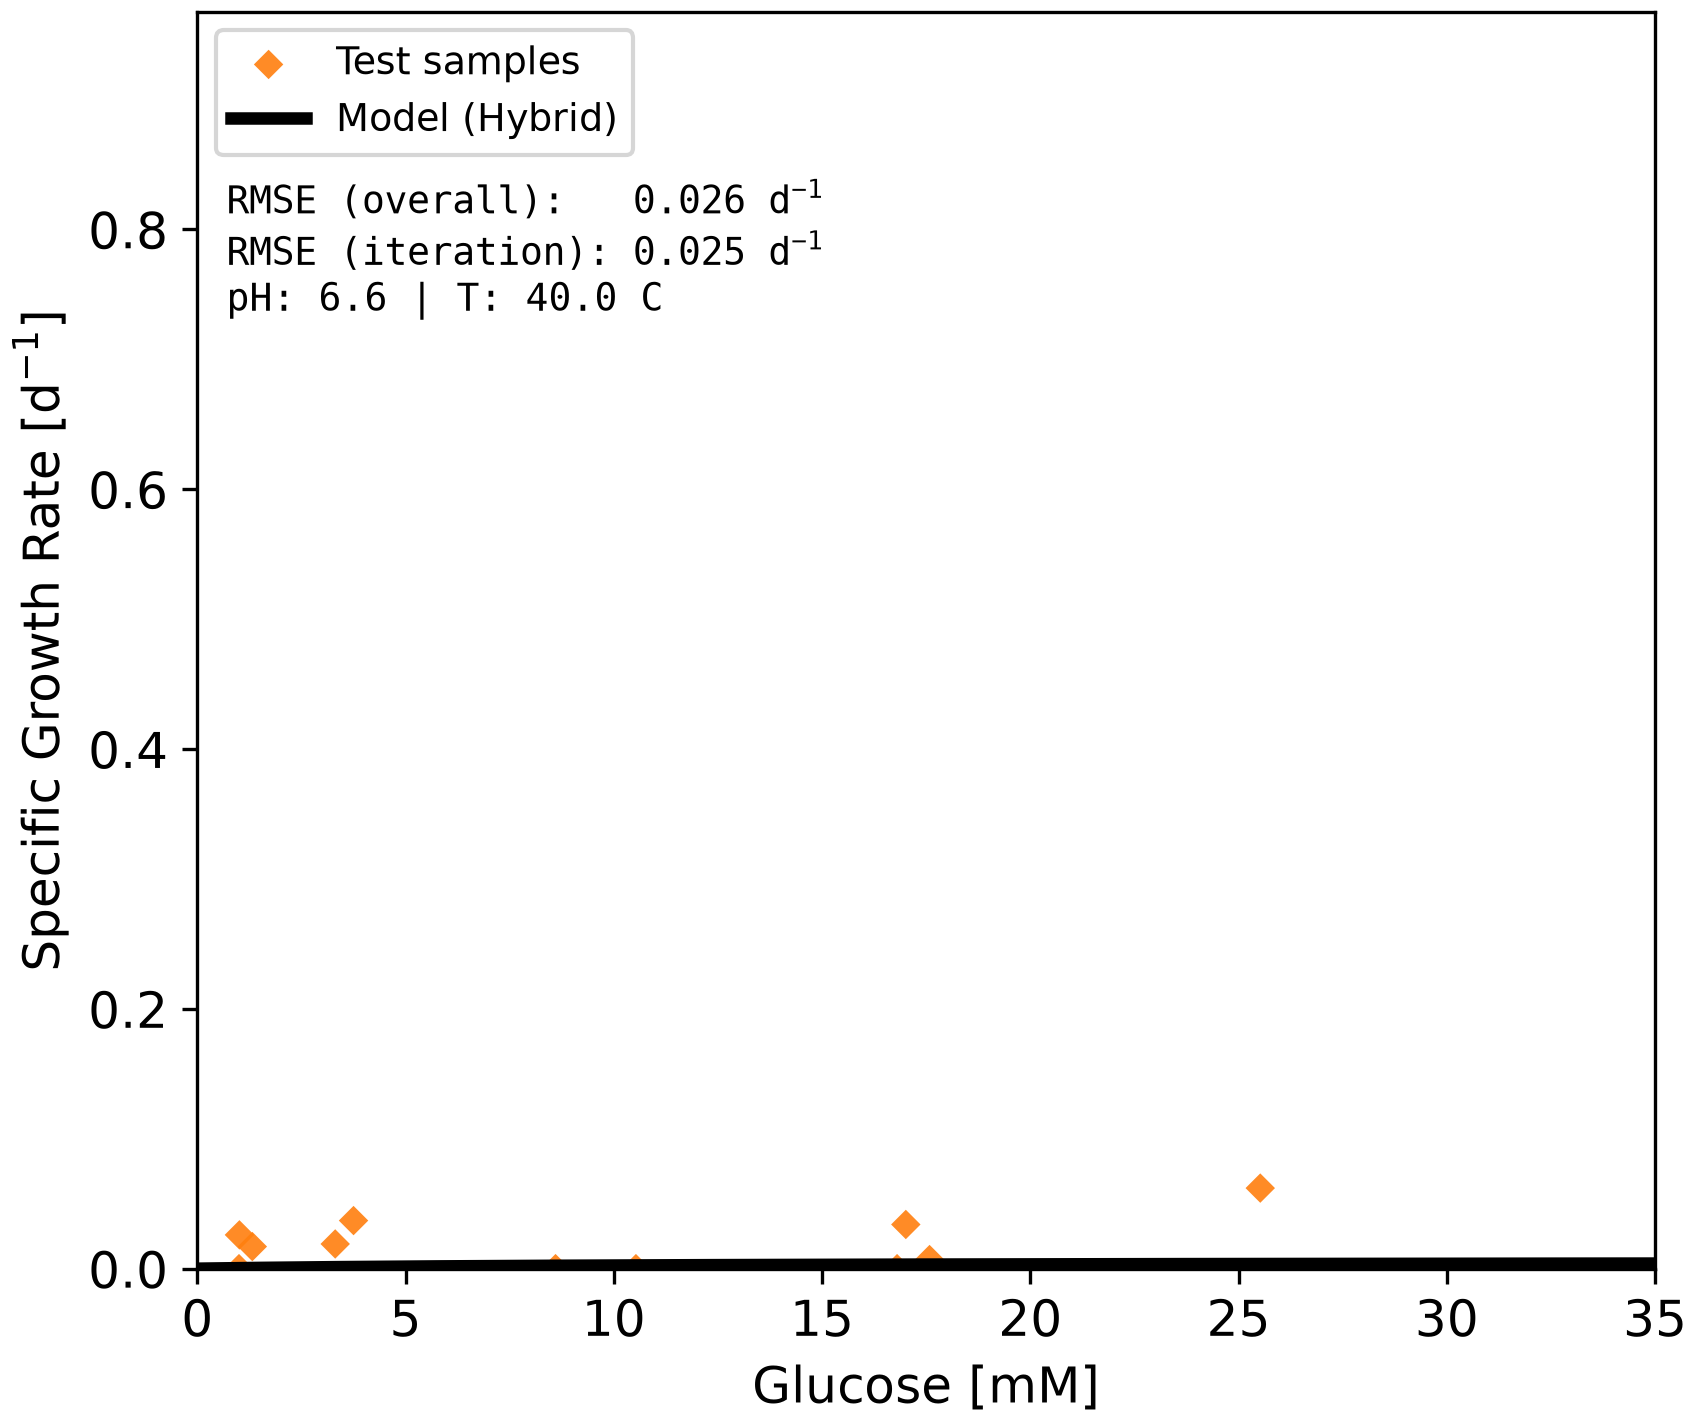 Test samples
Model (Hybrid)
RMSE (overall):   0.026 d⁻¹
RMSE (iteration): 0.025 d⁻¹
pH: 6.6 | T: 40.0 C
Specific Growth Rate [d⁻¹]
0.8
0.6
0.4
0.2
0.0
0 5 10 15 20 25 30 35
Glucose [mM]